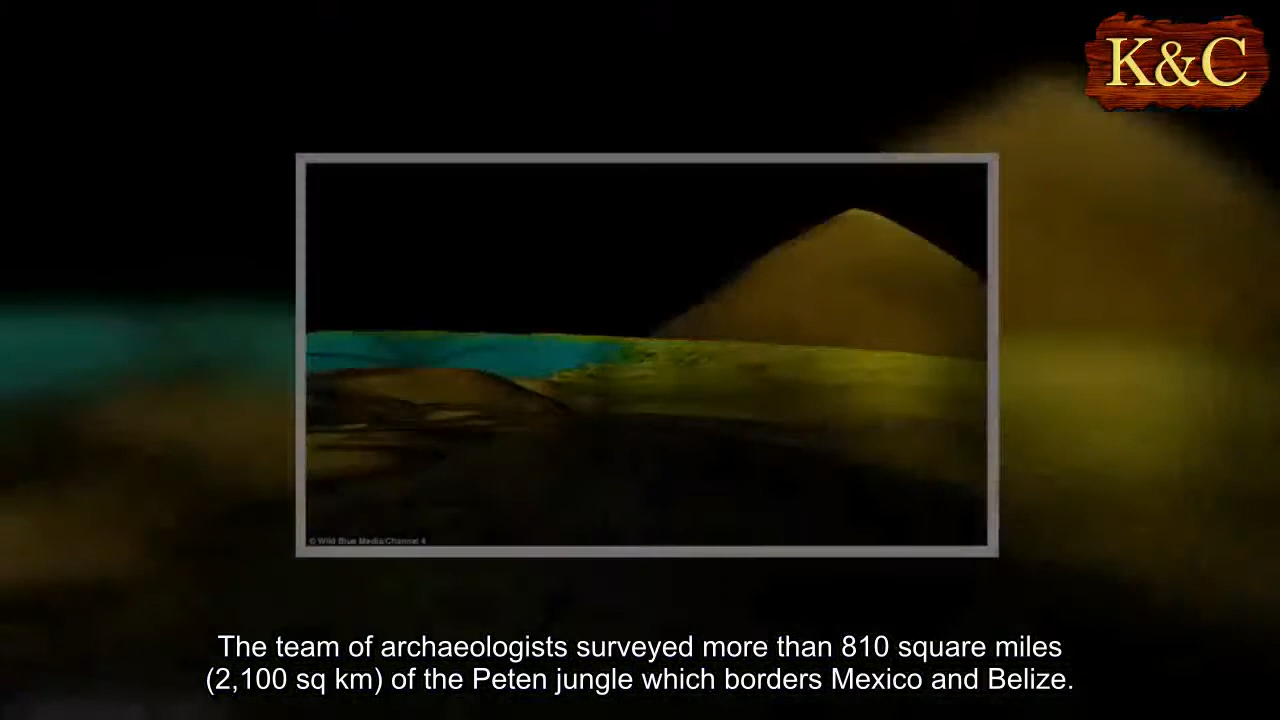 K&C
© Wild Blue Media/Channel 4
The team of archaeologists surveyed more than 810 square miles
(2,100 sq km) of the Peten jungle which borders Mexico and Belize.